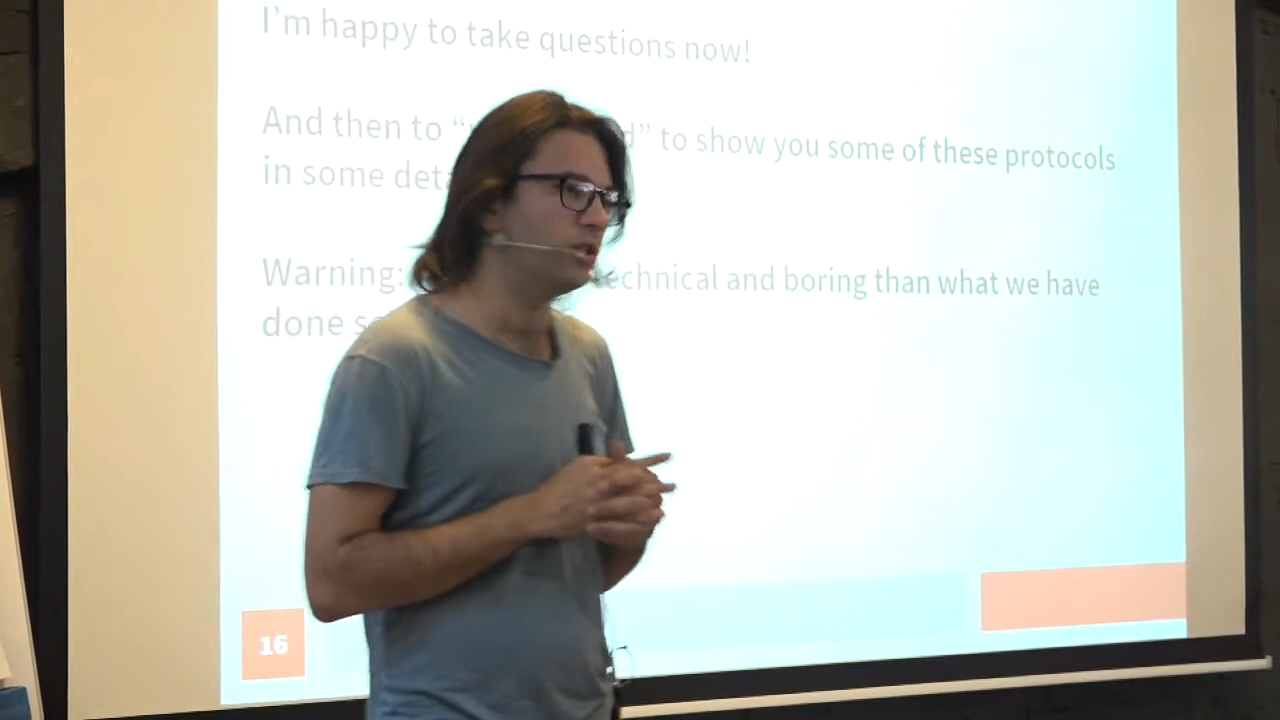 I'm happy to take questions now!
And then to " d" to show you some of these protocols
in some deta
Warning: technical and boring than what we have
done s
16